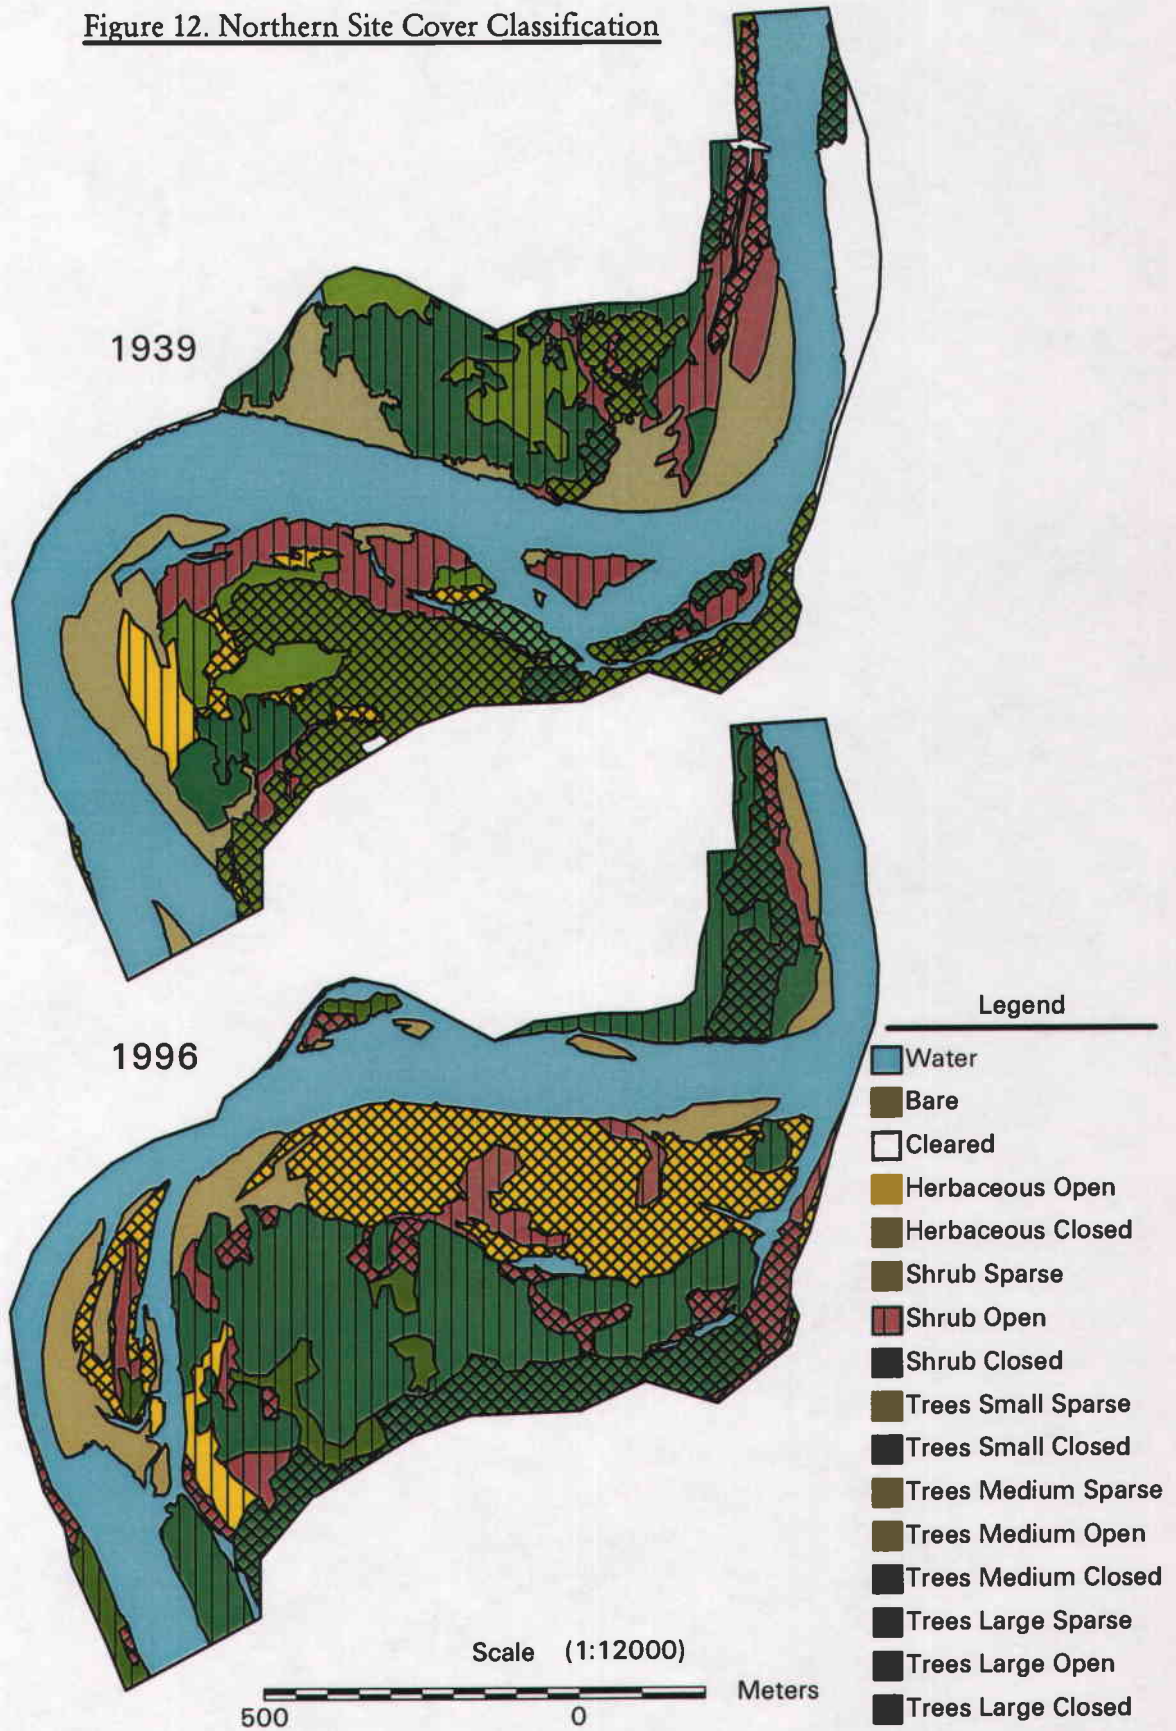 Figure 12. Northern Site Cover Classification
1939
1996
Legend
Water
Bare
Cleared
Herbaceous Open
Herbaceous Closed
Shrub Sparse
Shrub Open
Shrub Closed
Trees Small Sparse
Trees Small Closed
Trees Medium Sparse
Trees Medium Open
Trees Medium Closed
Trees Large Sparse
Trees Large Open
Trees Large Closed
Scale (1:12000)
Meters
500 0